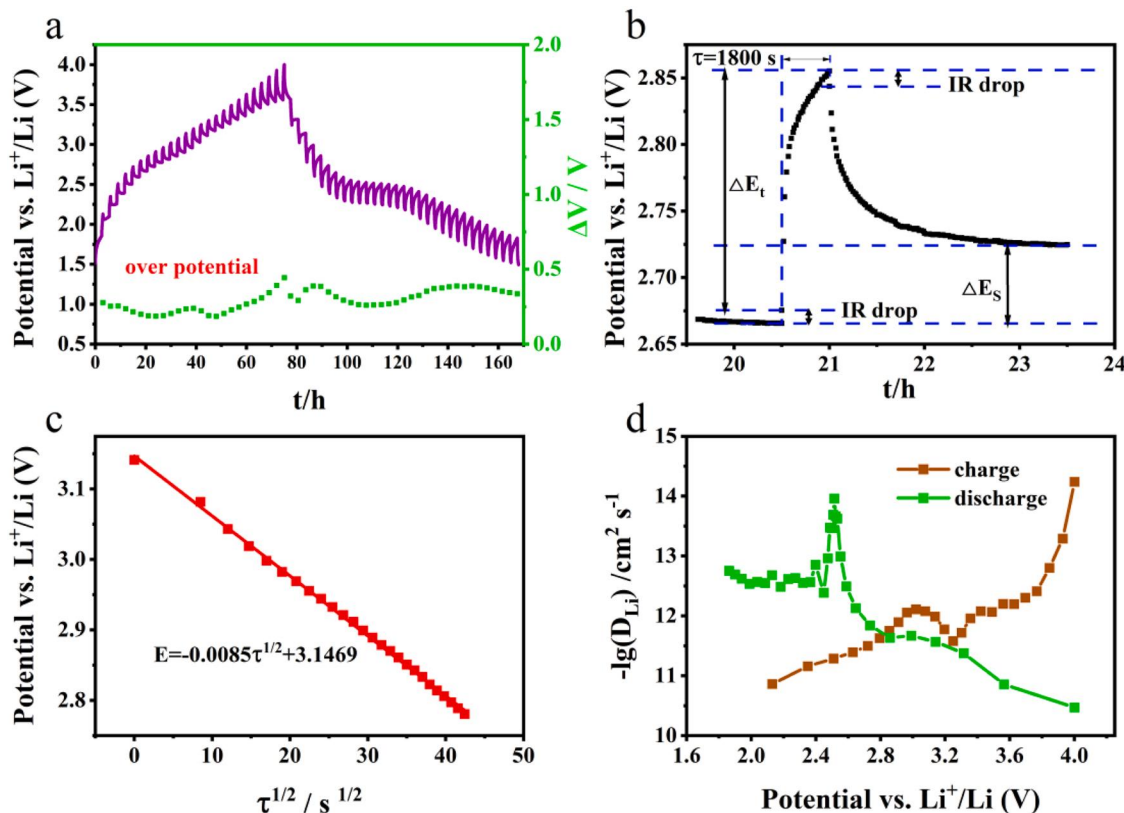 a
Potential vs. Li⁺/Li (V)
4.0
3.5
3.0
2.5
2.0
1.5
1.0
0.5
over potential
0 20 40 60 80 100 120 140 160
t/h
2.0
1.5
1.0
0.5
0.0
ΔV / V
b
Potential vs. Li⁺/Li (V)
2.85
2.80
2.75
2.70
2.65
τ=1800 s
IR drop
△Eₜ
IR drop
△E_S
20 21 22 23 24
t/h
c
Potential vs. Li⁺/Li (V)
3.1
3.0
2.9
2.8
E=-0.0085τ^1/2+3.1469
0 10 20 30 40 50
τ^1/2 / s^1/2
d
-lg(D_Li) /cm² s⁻¹
15
14
13
12
11
10
charge
discharge
1.6 2.0 2.4 2.8 3.2 3.6 4.0
Potential vs. Li⁺/Li (V)